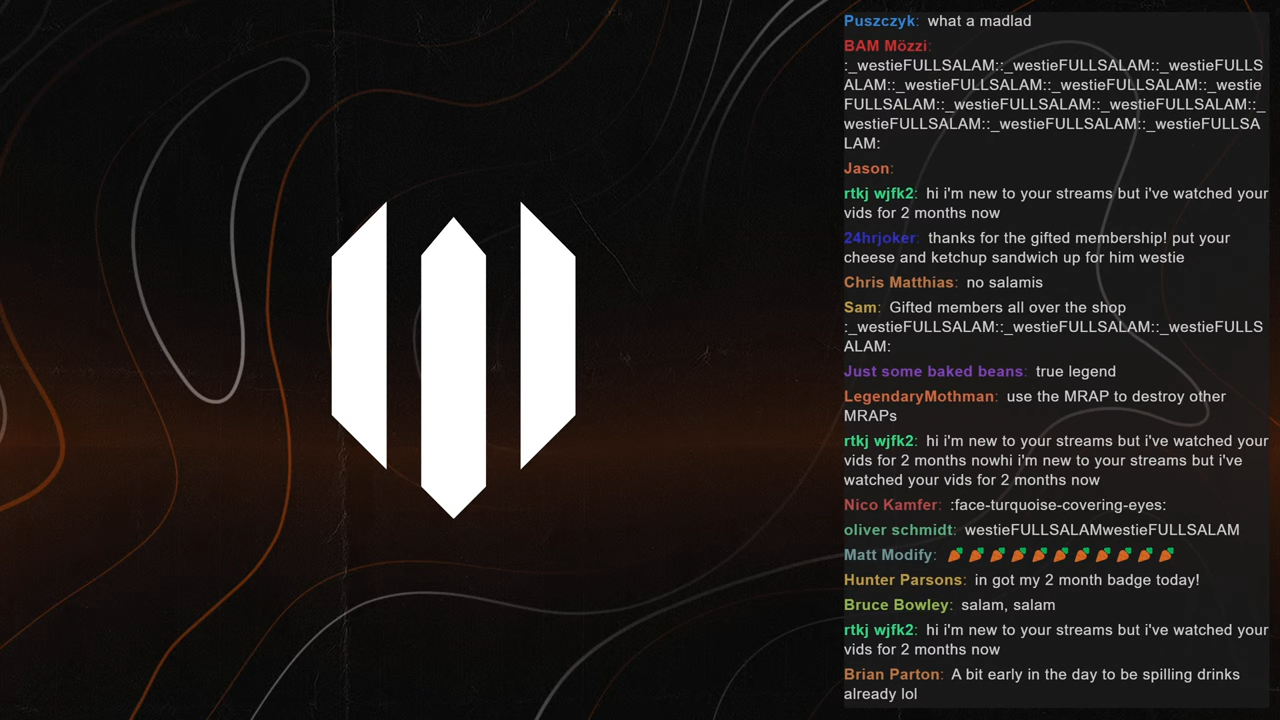 Puszczyk: what a madlad
BAM Mözzi:
:_westieFULLSALAM::_westieFULLSALAM::_westieFULLS
ALAM::_westieFULLSALAM::_westieFULLSALAM::_westie
FULLSALAM::_westieFULLSALAM::_westieFULLSALAM::_
westieFULLSALAM::_westieFULLSALAM::_westieFULLSA
LAM:
Jason:
rtkj wjfk2: hi i'm new to your streams but i've watched your
vids for 2 months now
24hrjoker: thanks for the gifted membership! put your
cheese and ketchup sandwich up for him westie
Chris Matthias: no salamis
Sam: Gifted members all over the shop
:_westieFULLSALAM::_westieFULLSALAM::_westieFULLS
ALAM:
Just some baked beans: true legend
LegendaryMothman: use the MRAP to destroy other
MRAPs
rtkj wjfk2: hi i'm new to your streams but i've watched your
vids for 2 months nowhi i'm new to your streams but i've
watched your vids for 2 months now
Nico Kamfer: :face-turquoise-covering-eyes:
oliver schmidt: westieFULLSALAMwestieFULLSALAM
Matt Modify: 🥕🥕🥕🥕🥕🥕🥕🥕🥕🥕🥕
Hunter Parsons: in got my 2 month badge today!
Bruce Bowley: salam, salam
rtkj wjfk2: hi i'm new to your streams but i've watched your
vids for 2 months now
Brian Parton: A bit early in the day to be spilling drinks
already lol